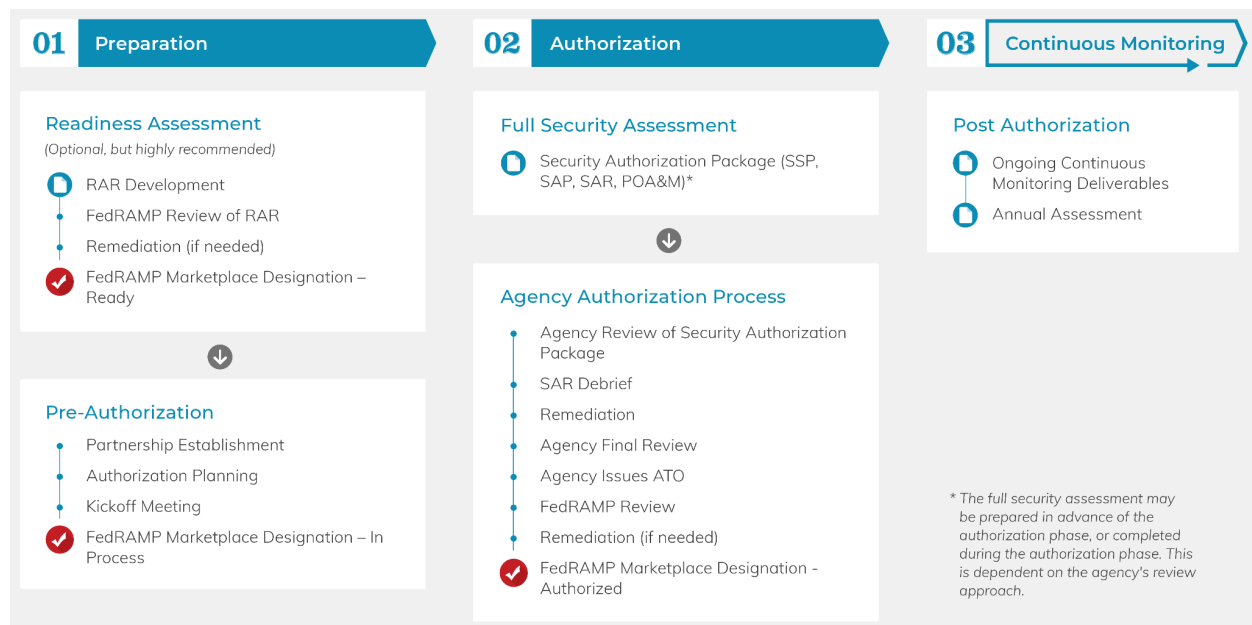 01 Preparation
Readiness Assessment
(Optional, but highly recommended)
RAR Development
FedRAMP Review of RAR
Remediation (if needed)
FedRAMP Marketplace Designation –
Ready
Pre-Authorization
Partnership Establishment
Authorization Planning
Kickoff Meeting
FedRAMP Marketplace Designation – In
Process
02 Authorization
Full Security Assessment
Security Authorization Package (SSP,
SAP, SAR, POA&M)*
Agency Authorization Process
Agency Review of Security Authorization
Package
SAR Debrief
Remediation
Agency Final Review
Agency Issues ATO
FedRAMP Review
Remediation (if needed)
FedRAMP Marketplace Designation -
Authorized
03 Continuous Monitoring
Post Authorization
Ongoing Continuous
Monitoring Deliverables
Annual Assessment
* The full security assessment may
be prepared in advance of the
authorization phase, or completed
during the authorization phase. This
is dependent on the agency's review
approach.